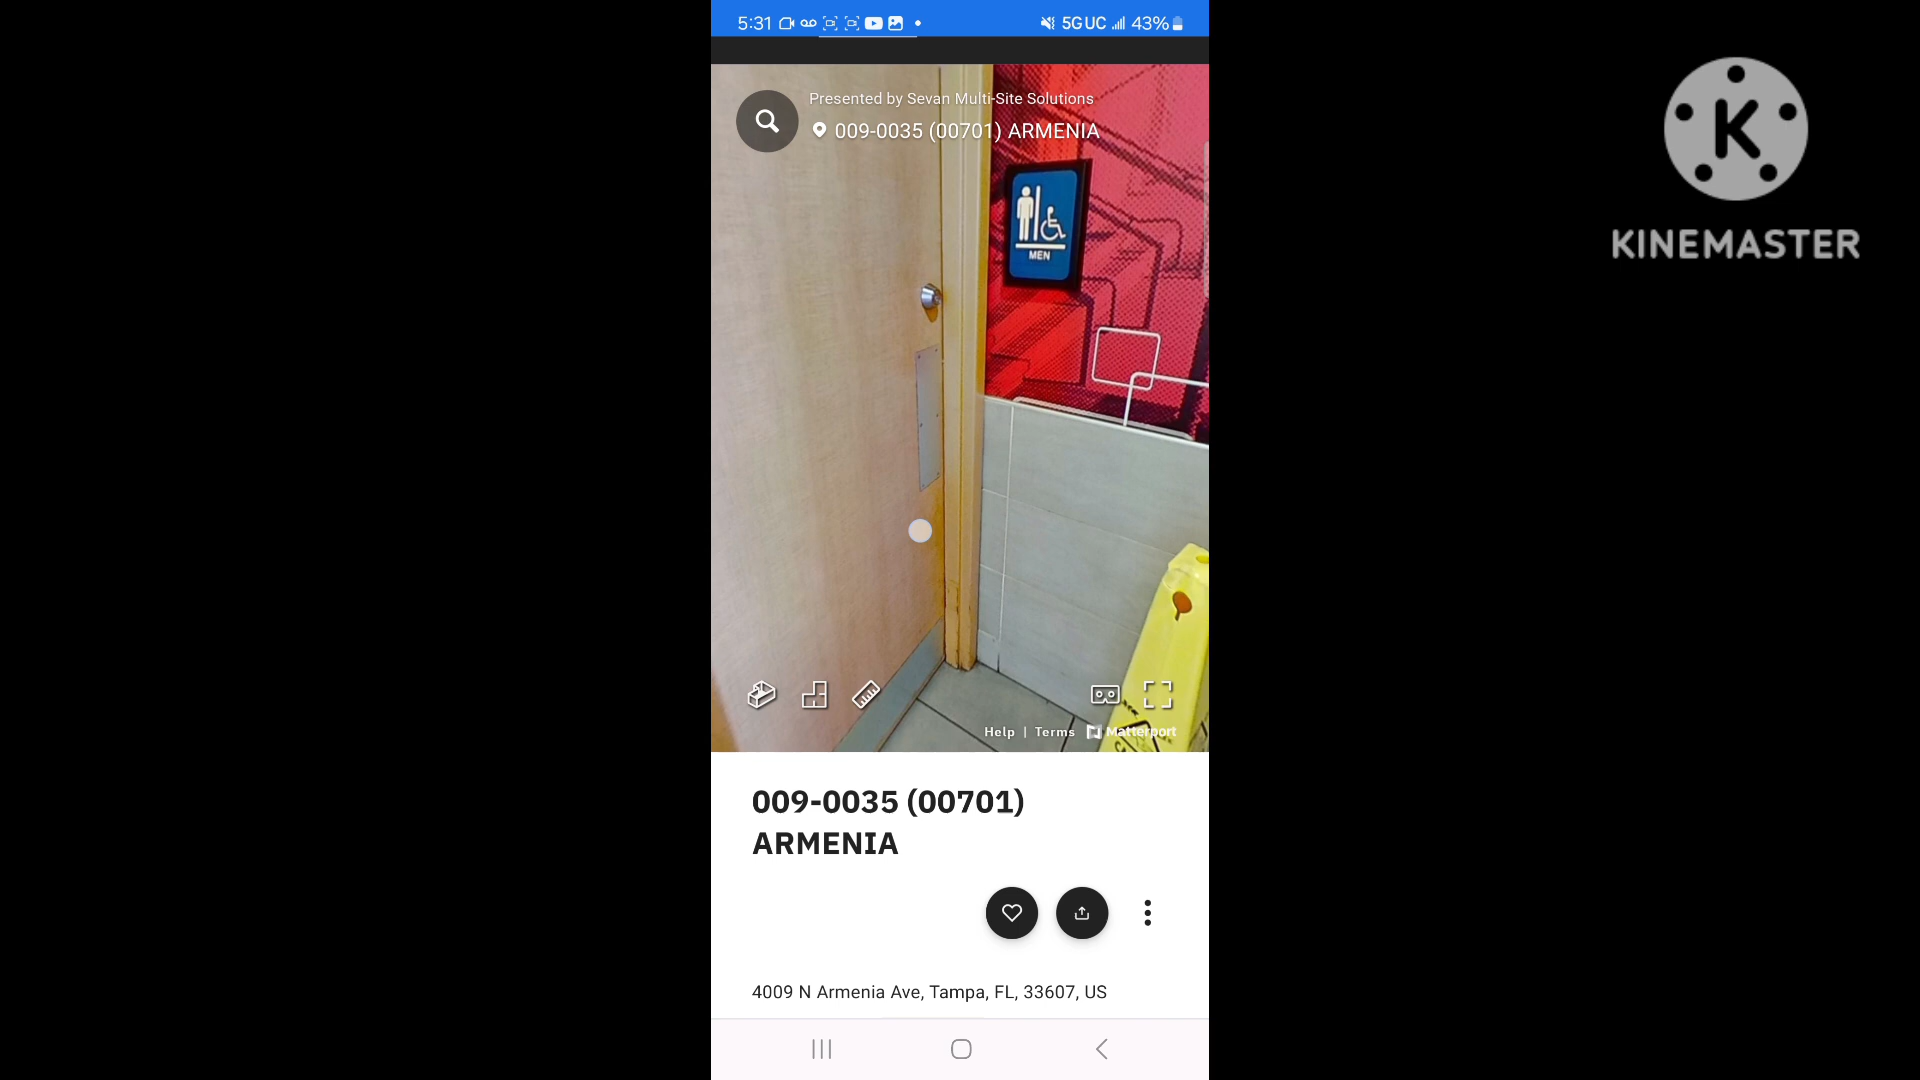 5:31
5G UC 43%
Presented by Sevan Multi-Site Solutions
009-0035 (00701) ARMENIA
MEN
K
KINEMASTER
Help | Terms Matterport
009-0035 (00701)
ARMENIA
4009 N Armenia Ave, Tampa, FL, 33607, US